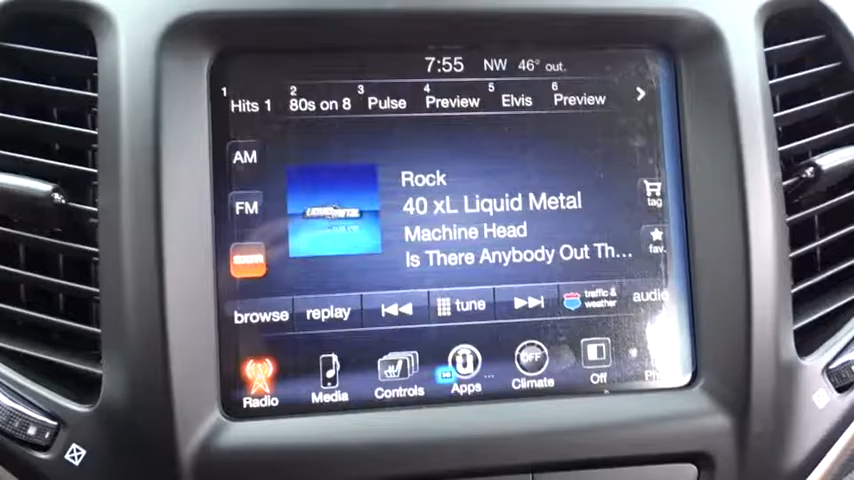 7:55 NW 46° out.
1 Hits 1 2 80s on 8 3 Pulse 4 Preview 5 Elvis 6 Preview
AM
FM
Rock
40 xL Liquid Metal
Machine Head
Is There Anybody Out Th...
LIQUID METAL
tag
fav.
browse replay tune traffic & weather audio
Radio Media Controls Apps Climate Off
OFF